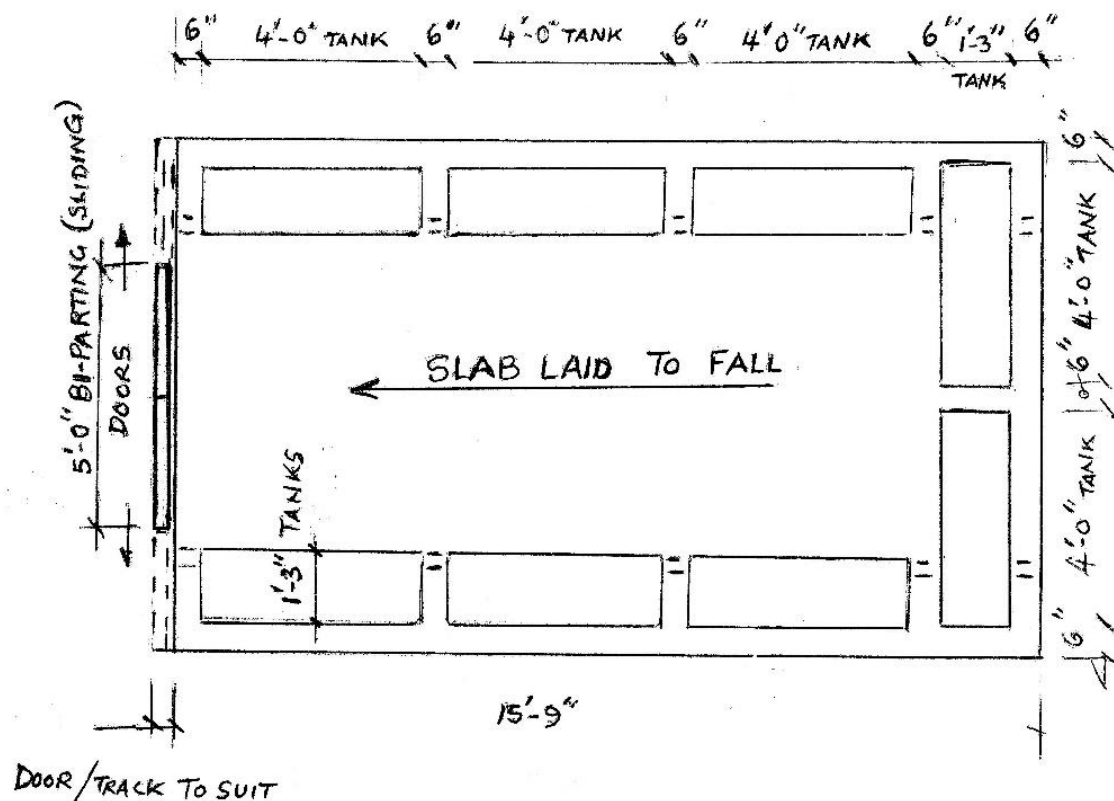 6" 4'-0" TANK 6" 4'-0" TANK 6" 4'0" TANK 6" 1'-3" 6"
TANK
5'-0" BI-PARTING (SLIDING)
DOORS
SLAB LAID TO FALL
1'-3" TANKS
6"
4'-0" TANK
6"
4'-0" TANK
6"
15'-9"
DOOR/TRACK TO SUIT